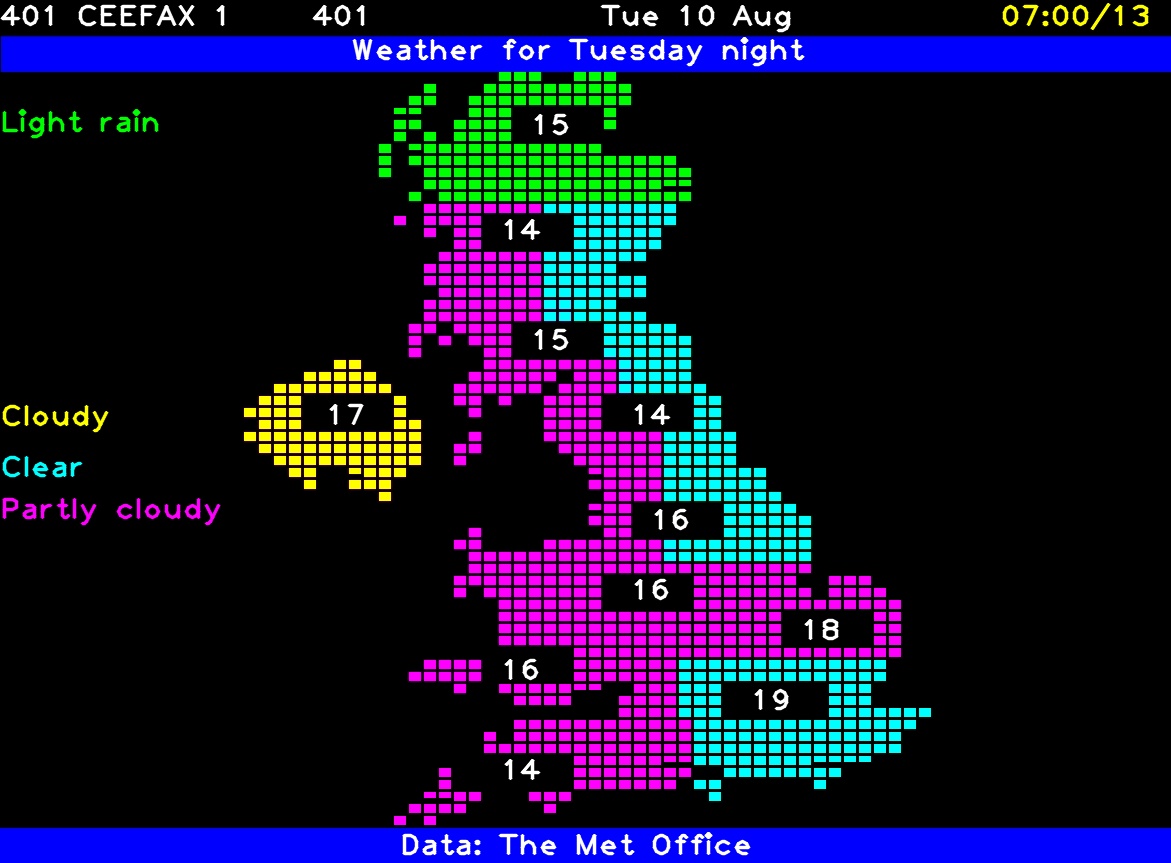 401 CEEFAX 1 401 Tue 10 Aug 07:00/13
Weather for Tuesday night
Light rain
15
14
15
Cloudy
17
14
Clear
Partly cloudy
16
16
18
16
19
14
Data: The Met Office